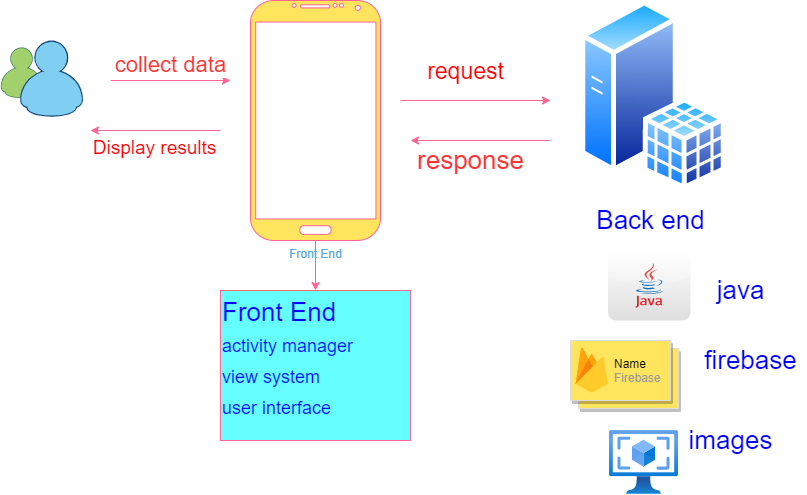 collect data
Display results
request
response
Back end
Front End
Front End
activity manager
view system
user interface
Java
java
Name
Firebase
firebase
images